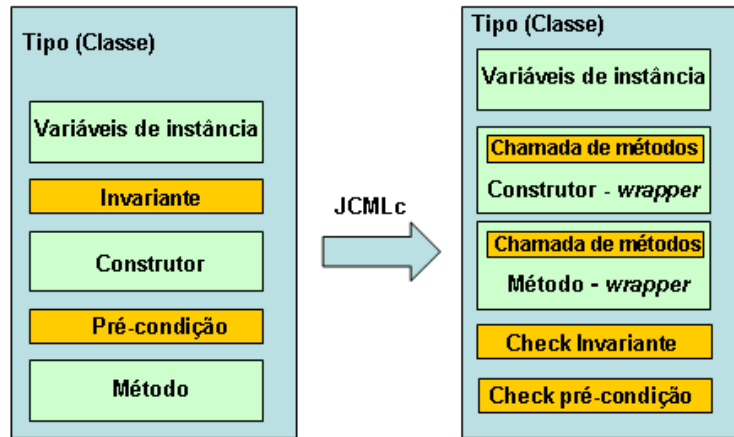 Tipo (Classe)
Variáveis de instância
Invariante
Construtor
Pré-condição
Método
JCMLc
Tipo (Classe)
Variáveis de instância
Chamada de métodos
Construtor - wrapper
Chamada de métodos
Método - wrapper
Check Invariante
Check pré-condição